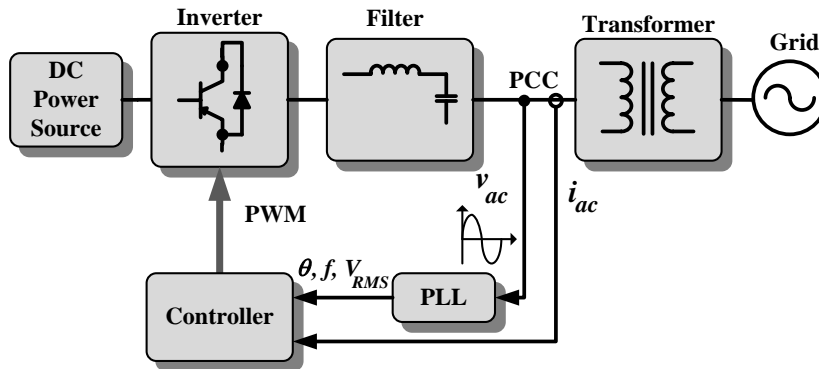 Inverter
Filter
Transformer
Grid
DC
Power
Source
PCC
v_ac
i_ac
PWM
θ, f, V_RMS
PLL
Controller